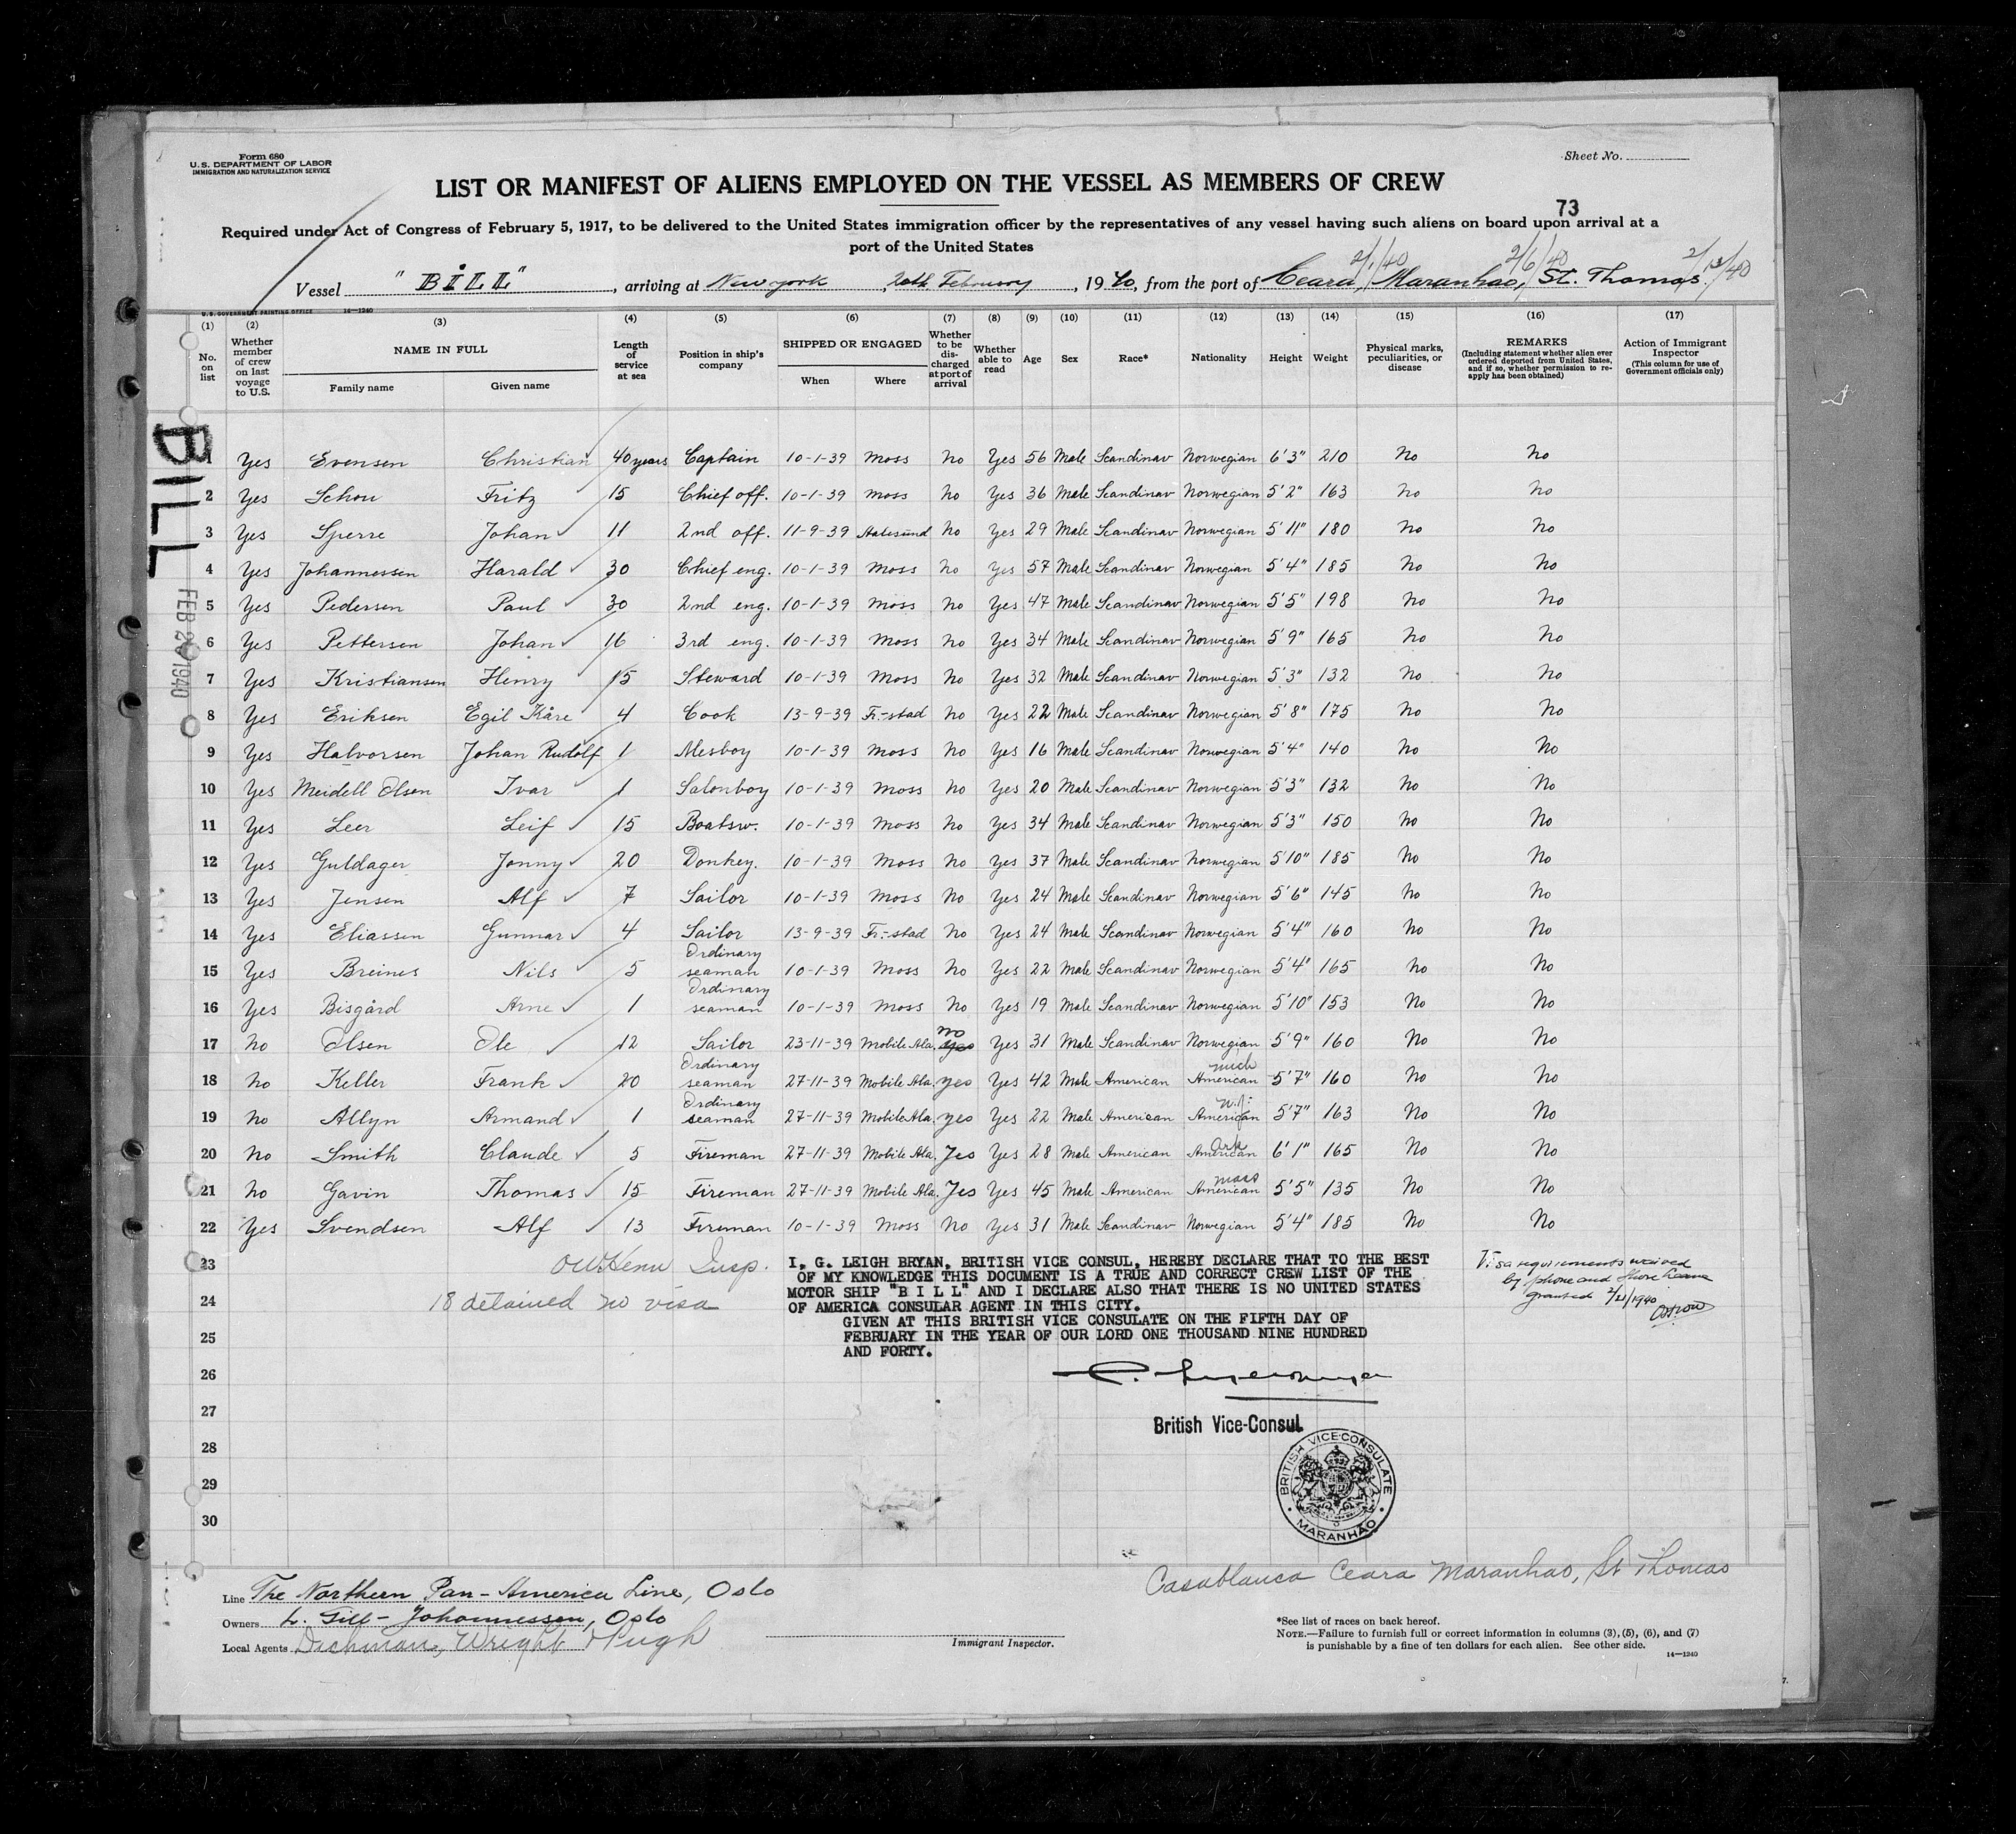 Form 680
U.S. DEPARTMENT OF LABOR
IMMIGRATION AND NATURALIZATION SERVICE
Sheet No.
LIST OR MANIFEST OF ALIENS EMPLOYED ON THE VESSEL AS MEMBERS OF CREW
73
Required under Act of Congress of February 5, 1917, to be delivered to the United States immigration officer by the representatives of any vessel having such aliens on board upon arrival at a
port of the United States
2/1/40 2/6/40 2/13/40
Vessel "BILL", arriving at New York, 20th February, 1940, from the port of Ceara, Maranhao, St. Thomas
U.S. GOVERNMENT PRINTING OFFICE 14—1240
(1) (2) (3) (4) (5) (6) (7) (8) (9) (10) (11) (12) (13) (14) (15) (16) (17)
No. on list
Whether member of crew on last voyage to U.S.
NAME IN FULL
Family name Given name
Length of service at sea
Position in ship's company
SHIPPED OR ENGAGED
When Where
Whether to be discharged at port of arrival
Whether able to read
Age
Sex
Race*
Nationality
Height
Weight
Physical marks, peculiarities, or disease
REMARKS
(Including statement whether alien ever ordered deported from United States, and if so, whether permission to reapply has been obtained)
Action of Immigrant Inspector
(This column for use of Government officials only)
BILL
FEB 20 1940
Yes Evensen Christian 40 years Captain 10-1-39 Moss No Yes 56 Male Scandinav Norwegian 6'3" 210 No No
2 Yes Schou Fritz 15 Chief off. 10-1-39 Moss No Yes 36 Male Scandinav Norwegian 5'2" 163 No No
3 Yes Sperre Johan 11 2nd off. 11-9-39 No Yes 29 Male Scandinav Norwegian 5'11" 180 No No
4 Yes Johannessen Harald 30 Chief eng. 10-1-39 Moss No Yes 57 Male Scandinav Norwegian 5'4" 185 No No
5 Yes Pedersen Paul 30 2nd eng. 10-1-39 Moss No Yes 47 Male Scandinav Norwegian 5'5" 198 No No
6 Yes Pettersen Johan 16 3rd eng. 10-1-39 Moss No Yes 34 Male Scandinav Norwegian 5'9" 165 No No
7 Yes Kristiansen Henry 15 Steward 10-1-39 Moss No Yes 32 Male Scandinav Norwegian 5'3" 132 No No
8 Yes Eriksen Egil Kåre 4 Cook 13-9-39 Fr.-stad No Yes 22 Male Scandinav Norwegian 5'8" 175 No No
9 Yes Halvorsen Johan Rudolf 1 Mesboy 10-1-39 Moss No Yes 16 Male Scandinav Norwegian 5'4" 140 No No
10 Yes Meidell Olsen Ivar 1 Salonboy 10-1-39 Moss No Yes 20 Male Scandinav Norwegian 5'3" 132 No No
11 Yes Leer Leif 15 Boatsw. 10-1-39 Moss No Yes 34 Male Scandinav Norwegian 5'3" 150 No No
12 Yes Guldager Jonny 20 Donkey. 10-1-39 Moss No Yes 37 Male Scandinav Norwegian 5'10" 185 No No
13 Yes Jensen Alf 7 Sailor 10-1-39 Moss No Yes 24 Male Scandinav Norwegian 5'6" 145 No No
14 Yes Eliassen Gunnar 4 Sailor 13-9-39 Fr.-stad No Yes 24 Male Scandinav Norwegian 5'4" 160 No No
15 Yes Breines Nils 5 Ordinary seaman 10-1-39 Moss No Yes 22 Male Scandinav Norwegian 5'4" 165 No No
16 Yes Bisgård Arne 1 Ordinary seaman 10-1-39 Moss No Yes 19 Male Scandinav Norwegian 5'10" 153 No No
17 No Olsen Ole 12 Sailor 23-11-39 Mobile Ala. No Yes 31 Male Scandinav Norwegian 5'9" 160 No No
18 No Keller Frank 20 Ordinary seaman 27-11-39 Mobile Ala. Yes Yes 42 Male American American Mich 5'7" 160 No No
19 No Allyn Armand 1 Ordinary seaman 27-11-39 Mobile Ala. Yes Yes 22 Male American American 5'7" 163 No No
20 No Smith Claude 5 Fireman 27-11-39 Mobile Ala. Yes Yes 28 Male American American Ark 6'1" 165 No No
21 No Gavin Thomas 15 Fireman 27-11-39 Mobile Ala. Yes Yes 45 Male American American Mass 5'5" 135 No No
22 Yes Svendsen Alf 13 Fireman 10-1-39 Moss No Yes 31 Male Scandinav Norwegian 5'4" 185 No No
23 Insp.
24 18 detained no visa
25
26
27
28
29
30
I, G. LEIGH BRYAN, BRITISH VICE CONSUL, HEREBY DECLARE THAT TO THE BEST
OF MY KNOWLEDGE THIS DOCUMENT IS A TRUE AND CORRECT CREW LIST OF THE
MOTOR SHIP "B I L L" AND I DECLARE ALSO THAT THERE IS NO UNITED STATES
OF AMERICA CONSULAR AGENT IN THIS CITY.
GIVEN AT THIS BRITISH VICE CONSULATE ON THE FIFTH DAY OF
FEBRUARY IN THE YEAR OF OUR LORD ONE THOUSAND NINE HUNDRED
AND FORTY.
Visa requirements waived
by phone and shore leave
granted 2/21/1940
British Vice-Consul
BRITISH VICE-CONSULATE
MARANHÃO
Casablanca Ceara Maranhao, St Thomas
Line The Northern Pan-America Line, Oslo
Owners L. Gill-Johannessen, Oslo
Local Agents Dichmann, Wright & Pugh
Immigrant Inspector.
*See list of races on back hereof.
NOTE.—Failure to furnish full or correct information in columns (3), (5), (6), and (7)
is punishable by a fine of ten dollars for each alien. See other side.
14—1240